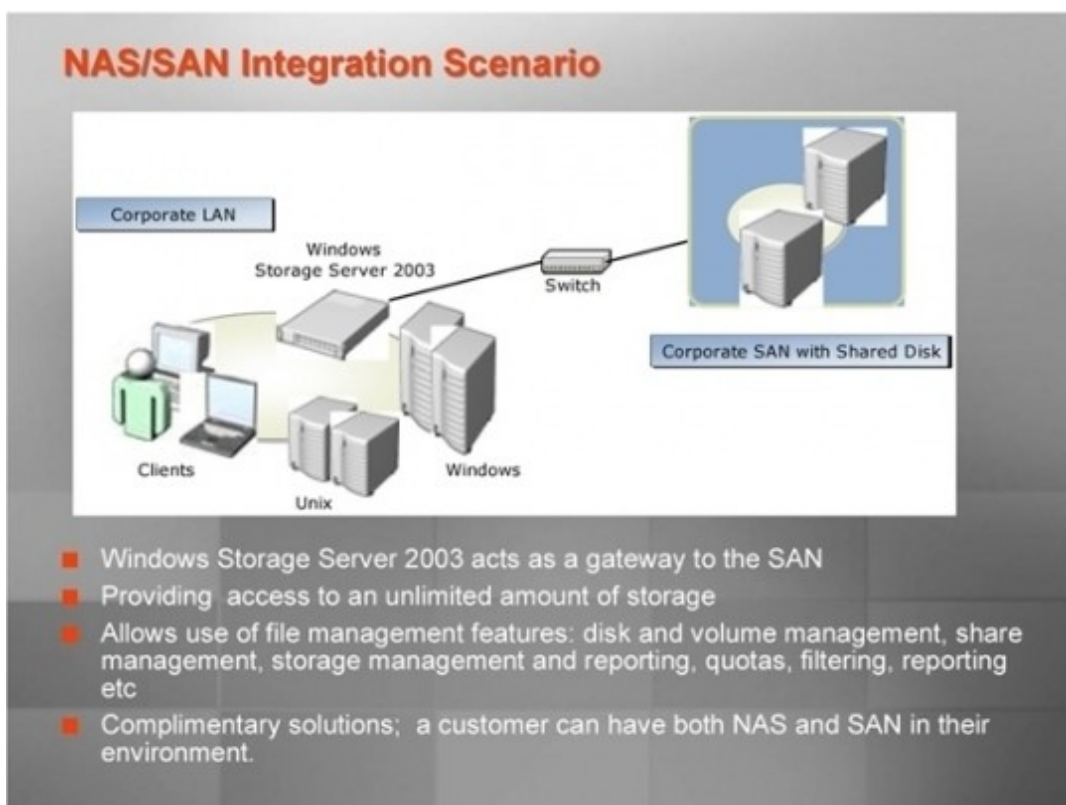 NAS/SAN Integration Scenario
Corporate LAN
Windows
Storage Server 2003
Switch
Corporate SAN with Shared Disk
Clients
Windows
Unix
Windows Storage Server 2003 acts as a gateway to the SAN
Providing access to an unlimited amount of storage
Allows use of file management features: disk and volume management, share
management, storage management and reporting, quotas, filtering, reporting
etc
Complimentary solutions; a customer can have both NAS and SAN in their
environment.